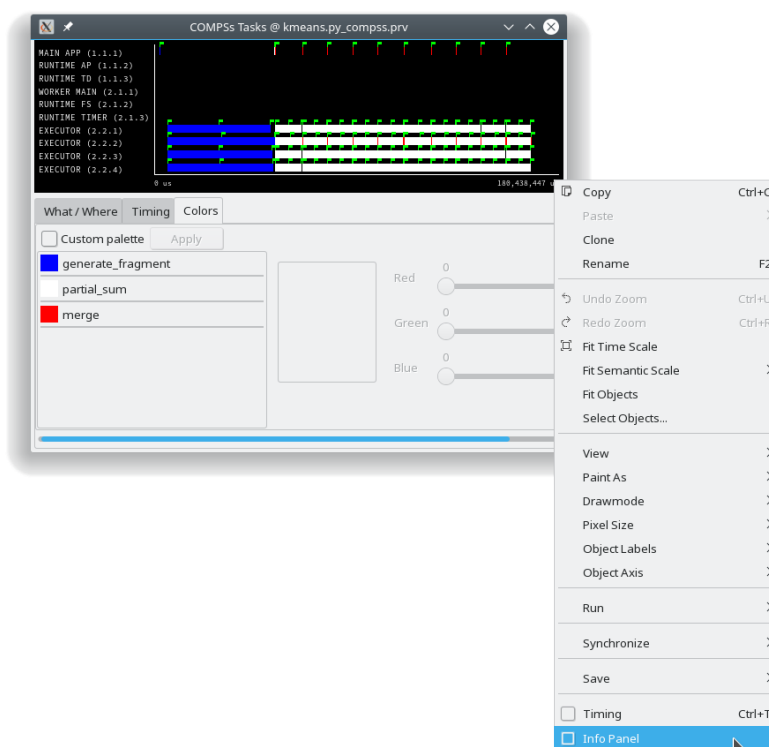 COMPSs Tasks @ kmeans.py_compss.prv
MAIN APP (1.1.1)
RUNTIME AP (1.1.2)
RUNTIME TD (1.1.3)
WORKER MAIN (2.1.1)
RUNTIME FS (2.1.2)
RUNTIME TIMER (2.1.3)
EXECUTOR (2.2.1)
EXECUTOR (2.2.2)
EXECUTOR (2.2.3)
EXECUTOR (2.2.4)
0 us 180,438,447 u
What / Where Timing Colors
Custom palette Apply
generate_fragment
partial_sum
merge
Red 0
Green 0
Blue 0
Copy Ctrl+C
Paste
Clone
Rename F2
Undo Zoom Ctrl+U
Redo Zoom Ctrl+R
Fit Time Scale
Fit Semantic Scale
Fit Objects
Select Objects...
View
Paint As
Drawmode
Pixel Size
Object Labels
Object Axis
Run
Synchronize
Save
Timing Ctrl+T
Info Panel